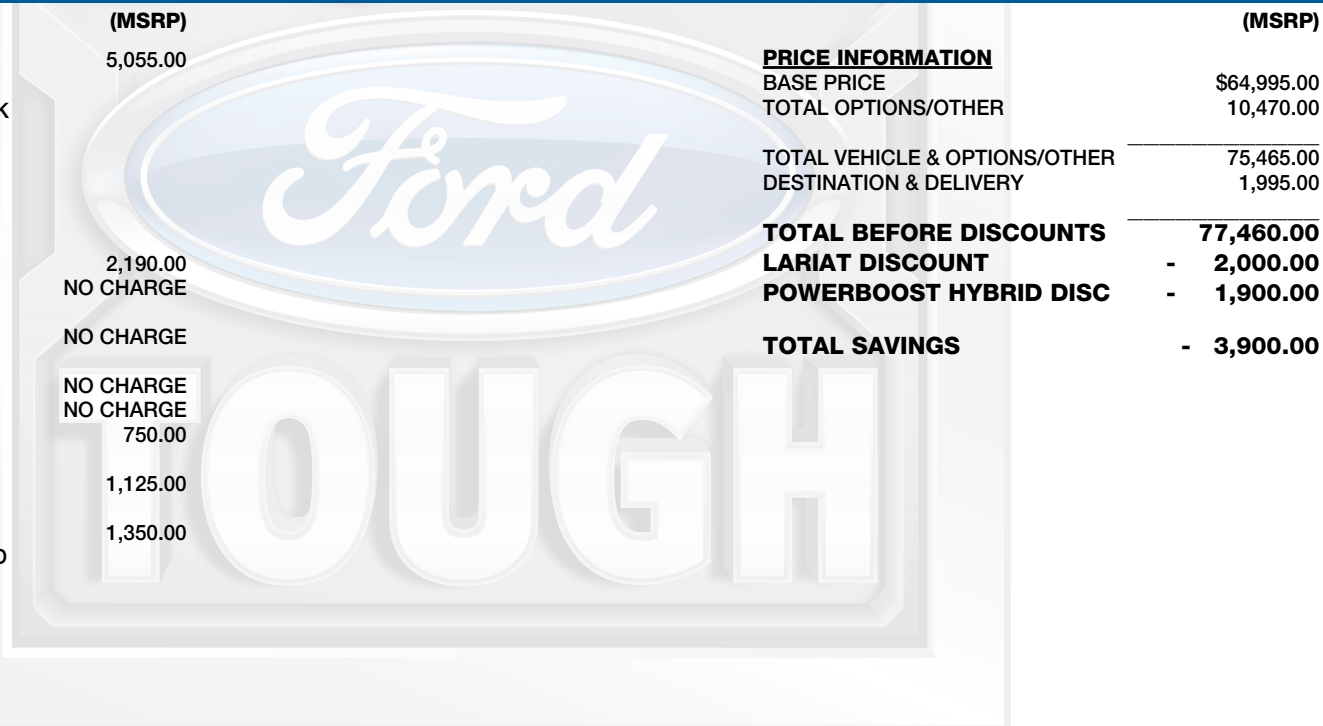 (MSRP)
5,055.00
K
2,190.00
NO CHARGE
NO CHARGE
NO CHARGE
NO CHARGE
750.00
1,125.00
1,350.00
Ford
TOUGH
(MSRP)
PRICE INFORMATION
BASE PRICE $64,995.00
TOTAL OPTIONS/OTHER 10,470.00
TOTAL VEHICLE & OPTIONS/OTHER 75,465.00
DESTINATION & DELIVERY 1,995.00
TOTAL BEFORE DISCOUNTS 77,460.00
LARIAT DISCOUNT - 2,000.00
POWERBOOST HYBRID DISC - 1,900.00
TOTAL SAVINGS - 3,900.00